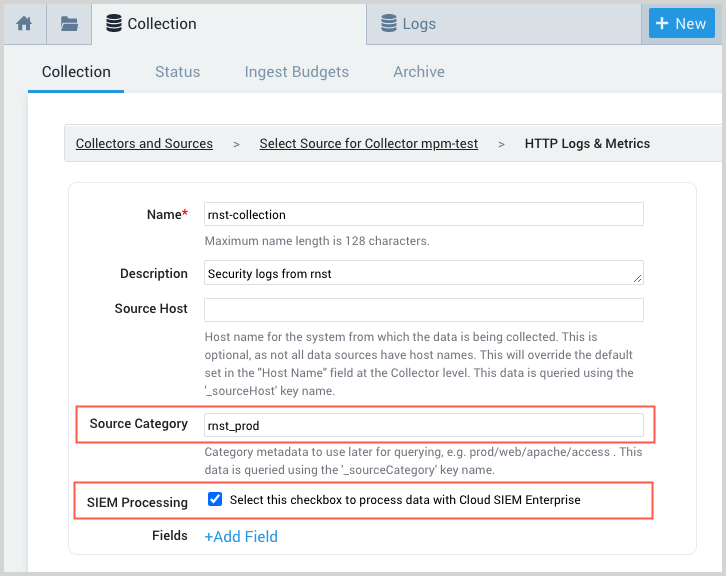 Collection
Logs
+ New
Collection Status Ingest Budgets Archive
Collectors and Sources > Select Source for Collector mpm-test > HTTP Logs & Metrics
Name* rnst-collection
Maximum name length is 128 characters.
Description Security logs from rnst
Source Host
Host name for the system from which the data is being collected. This is
optional, as not all data sources have host names. This will override the default
set in the "Host Name" field at the Collector level. This data is queried using the
'_sourceHost' key name.
Source Category rnst_prod
Category metadata to use later for querying, e.g. prod/web/apache/access . This
data is queried using the '_sourceCategory' key name.
SIEM Processing Select this checkbox to process data with Cloud SIEM Enterprise
Fields +Add Field